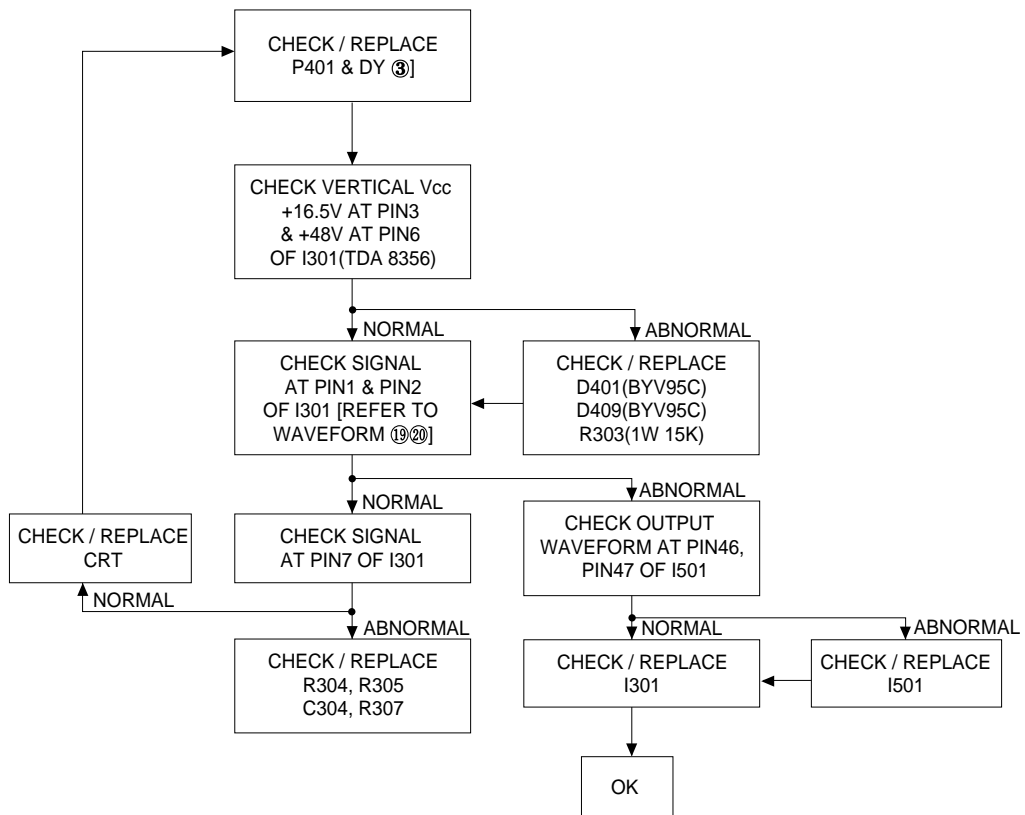 CHECK / REPLACE
P401 & DY ③]
CHECK VERTICAL Vcc
+16.5V AT PIN3
& +48V AT PIN6
OF I301(TDA 8356)
NORMAL
ABNORMAL
CHECK SIGNAL
AT PIN1 & PIN2
OF I301 [REFER TO
WAVEFORM ⑲⑳]
CHECK / REPLACE
D401(BYV95C)
D409(BYV95C)
R303(1W 15K)
NORMAL
ABNORMAL
CHECK / REPLACE
CRT
CHECK SIGNAL
AT PIN7 OF I301
CHECK OUTPUT
WAVEFORM AT PIN46,
PIN47 OF I501
NORMAL
ABNORMAL
NORMAL
ABNORMAL
CHECK / REPLACE
R304, R305
C304, R307
CHECK / REPLACE
I301
CHECK / REPLACE
I501
OK